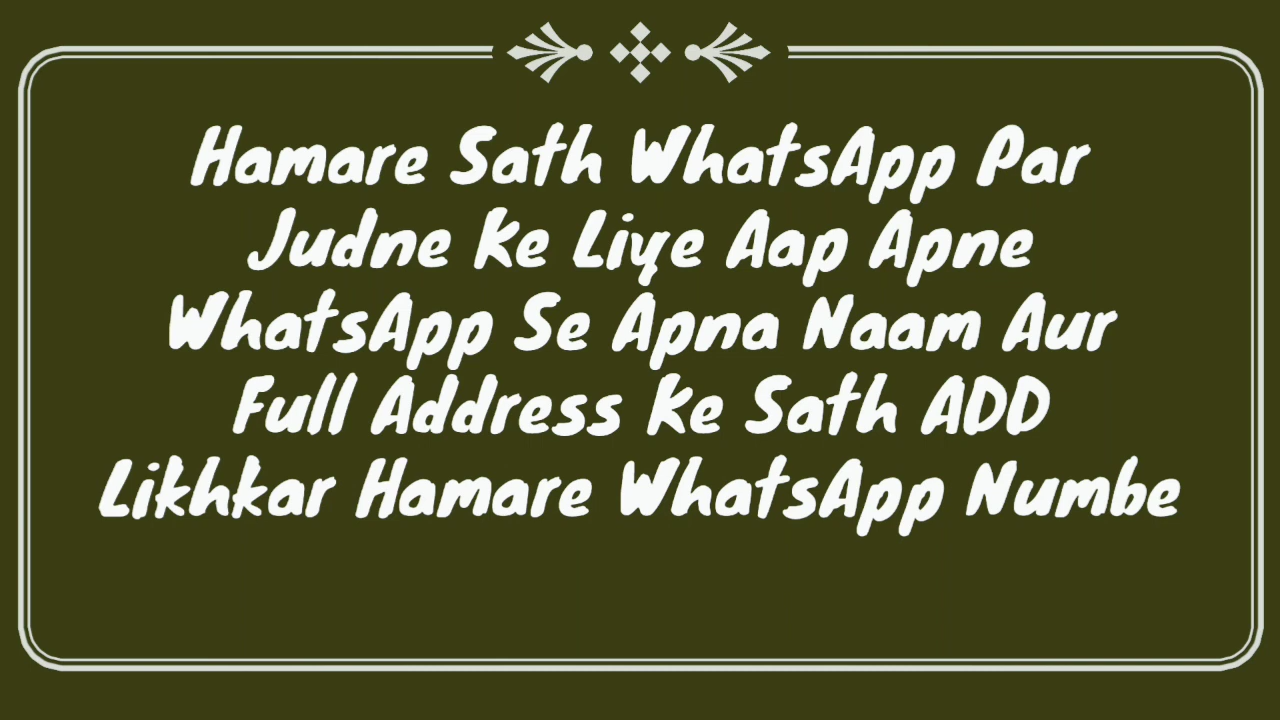 Hamare Sath WhatsApp Par
Judne Ke Liye Aap Apne
WhatsApp Se Apna Naam Aur
Full Address Ke Sath ADD
Likhkar Hamare WhatsApp Numbe